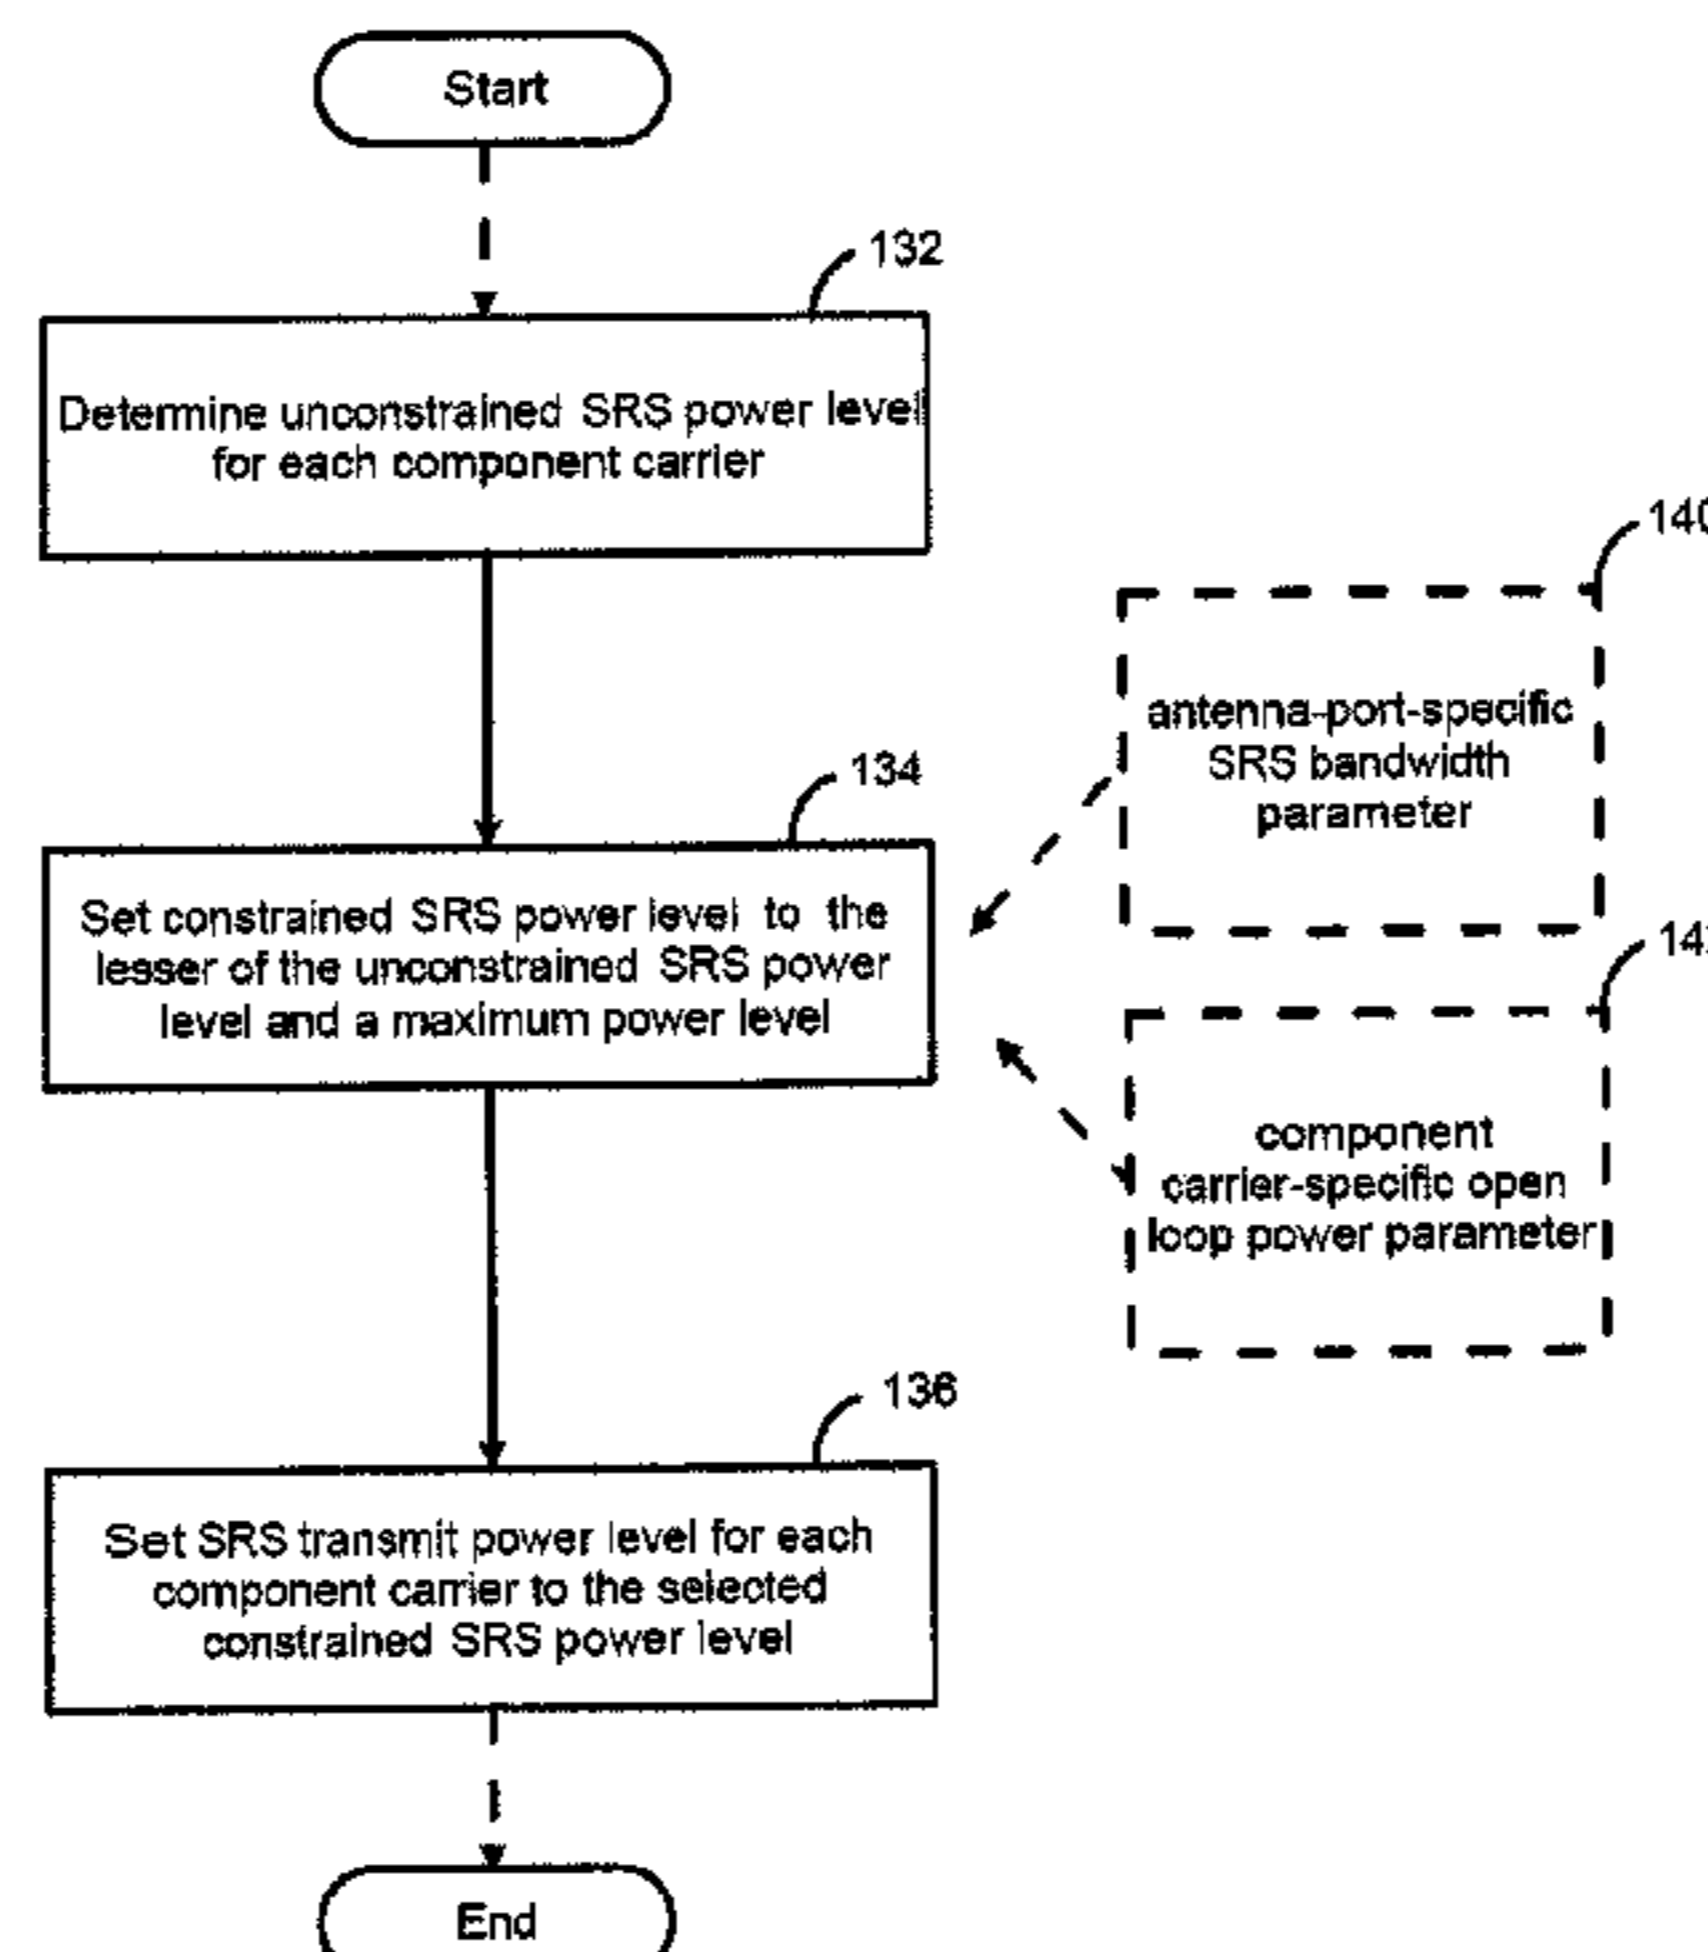 Start
132
Determine unconstrained SRS power level
for each component carrier
140
antenna-port-specific
SRS bandwidth
parameter
134
Set constrained SRS power level to the
lesser of the unconstrained SRS power
level and a maximum power level
component
carrier-specific open
loop power parameter
136
Set SRS transmit power level for each
component carrier to the selected
constrained SRS power level
End